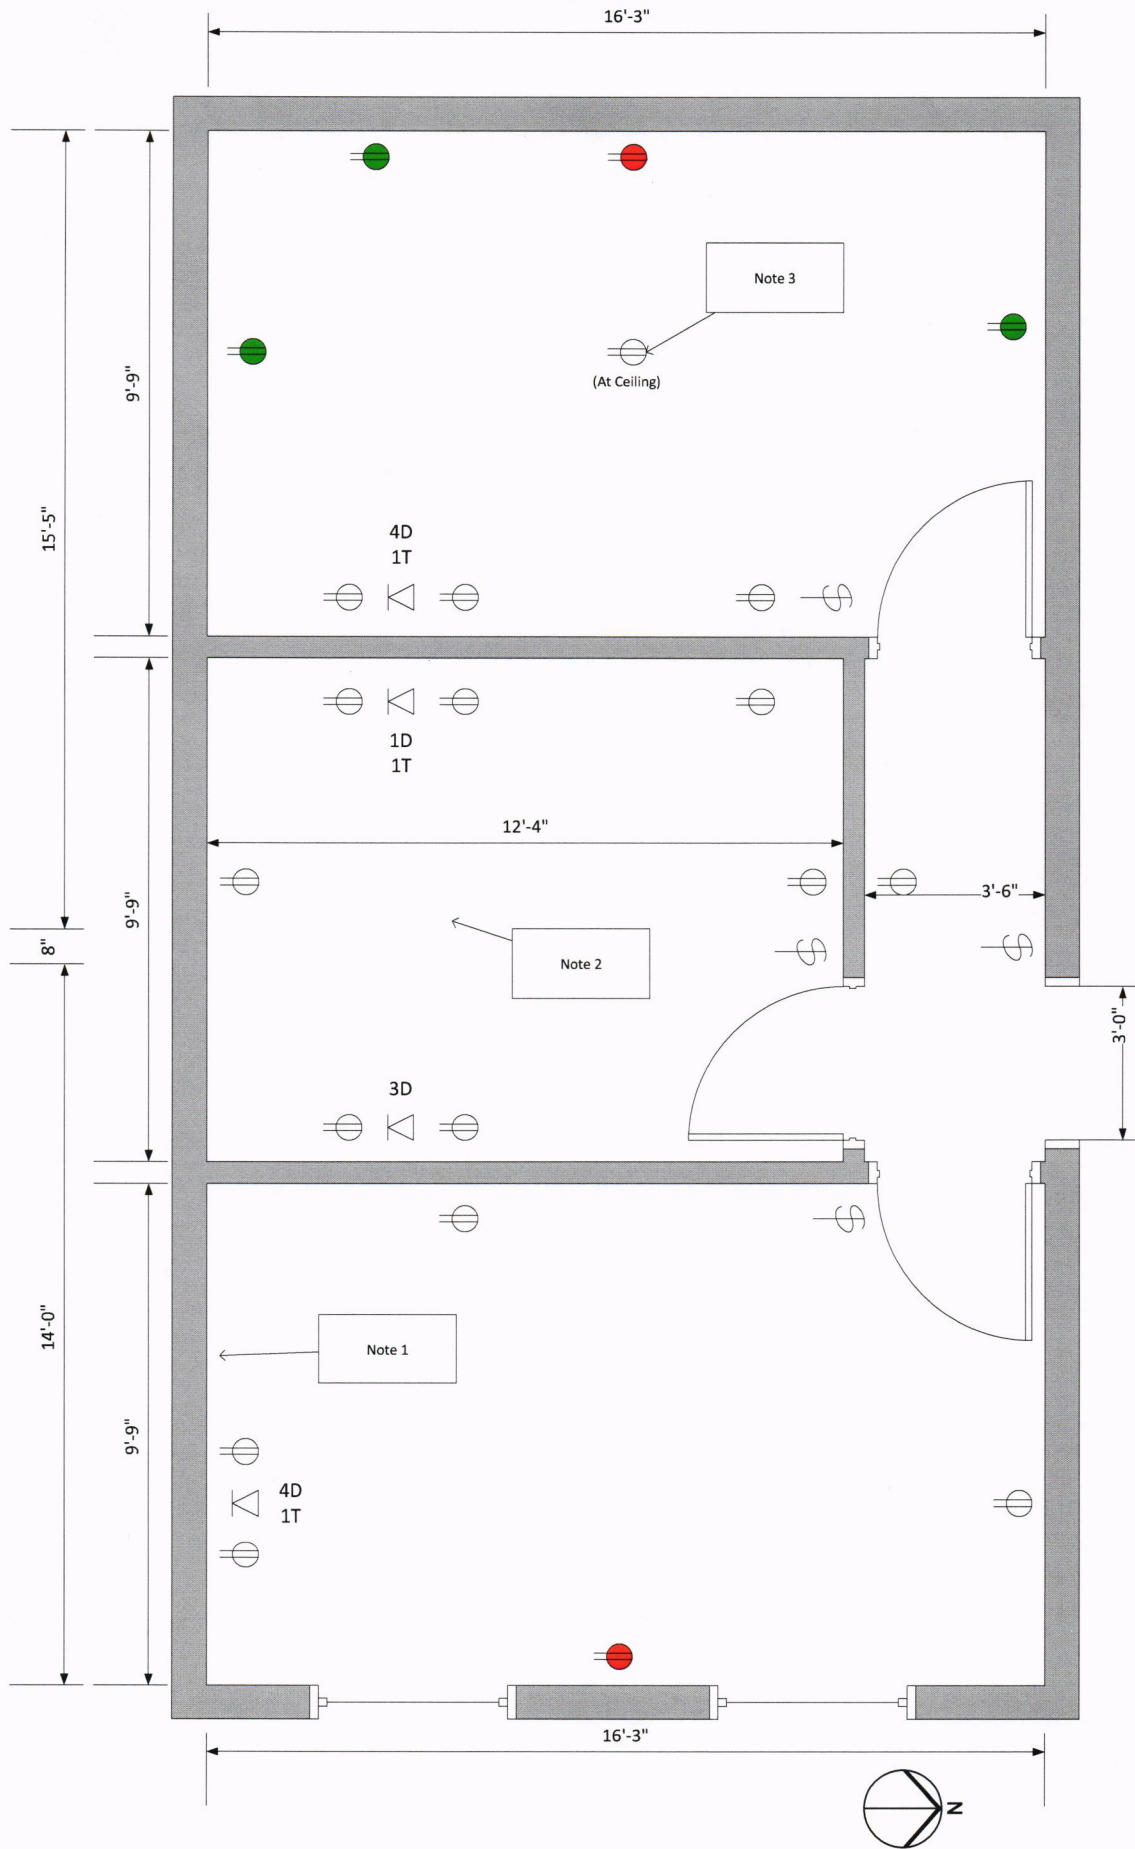 16'-3"
Note 3
(At Ceiling)
9'-9"
15'-5"
4D
1T
1D
1T
12'-4"
3'-6"
9'-9"
8"
Note 2
3'-0"
3D
14'-0"
Note 1
9'-9"
4D
1T
16'-3"
N